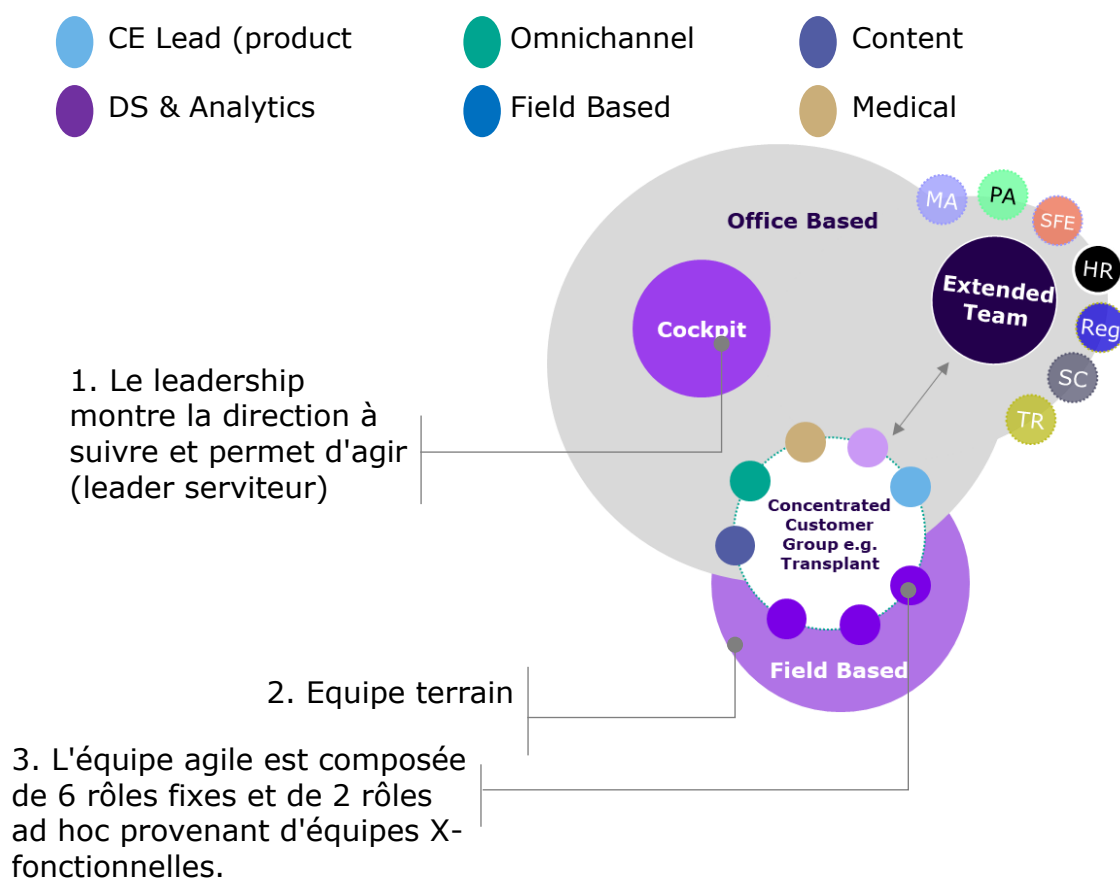 CE Lead (product
Omnichannel
Content
DS & Analytics
Field Based
Medical
MA
PA
SFE
HR
Reg
SC
TR
Office Based
Extended
Team
Cockpit
1. Le leadership
montre la direction à
suivre et permet d'agir
(leader serviteur)
Concentrated
Customer
Group e.g.
Transplant
Field Based
2. Equipe terrain
3. L'équipe agile est composée
de 6 rôles fixes et de 2 rôles
ad hoc provenant d'équipes X-
fonctionnelles.